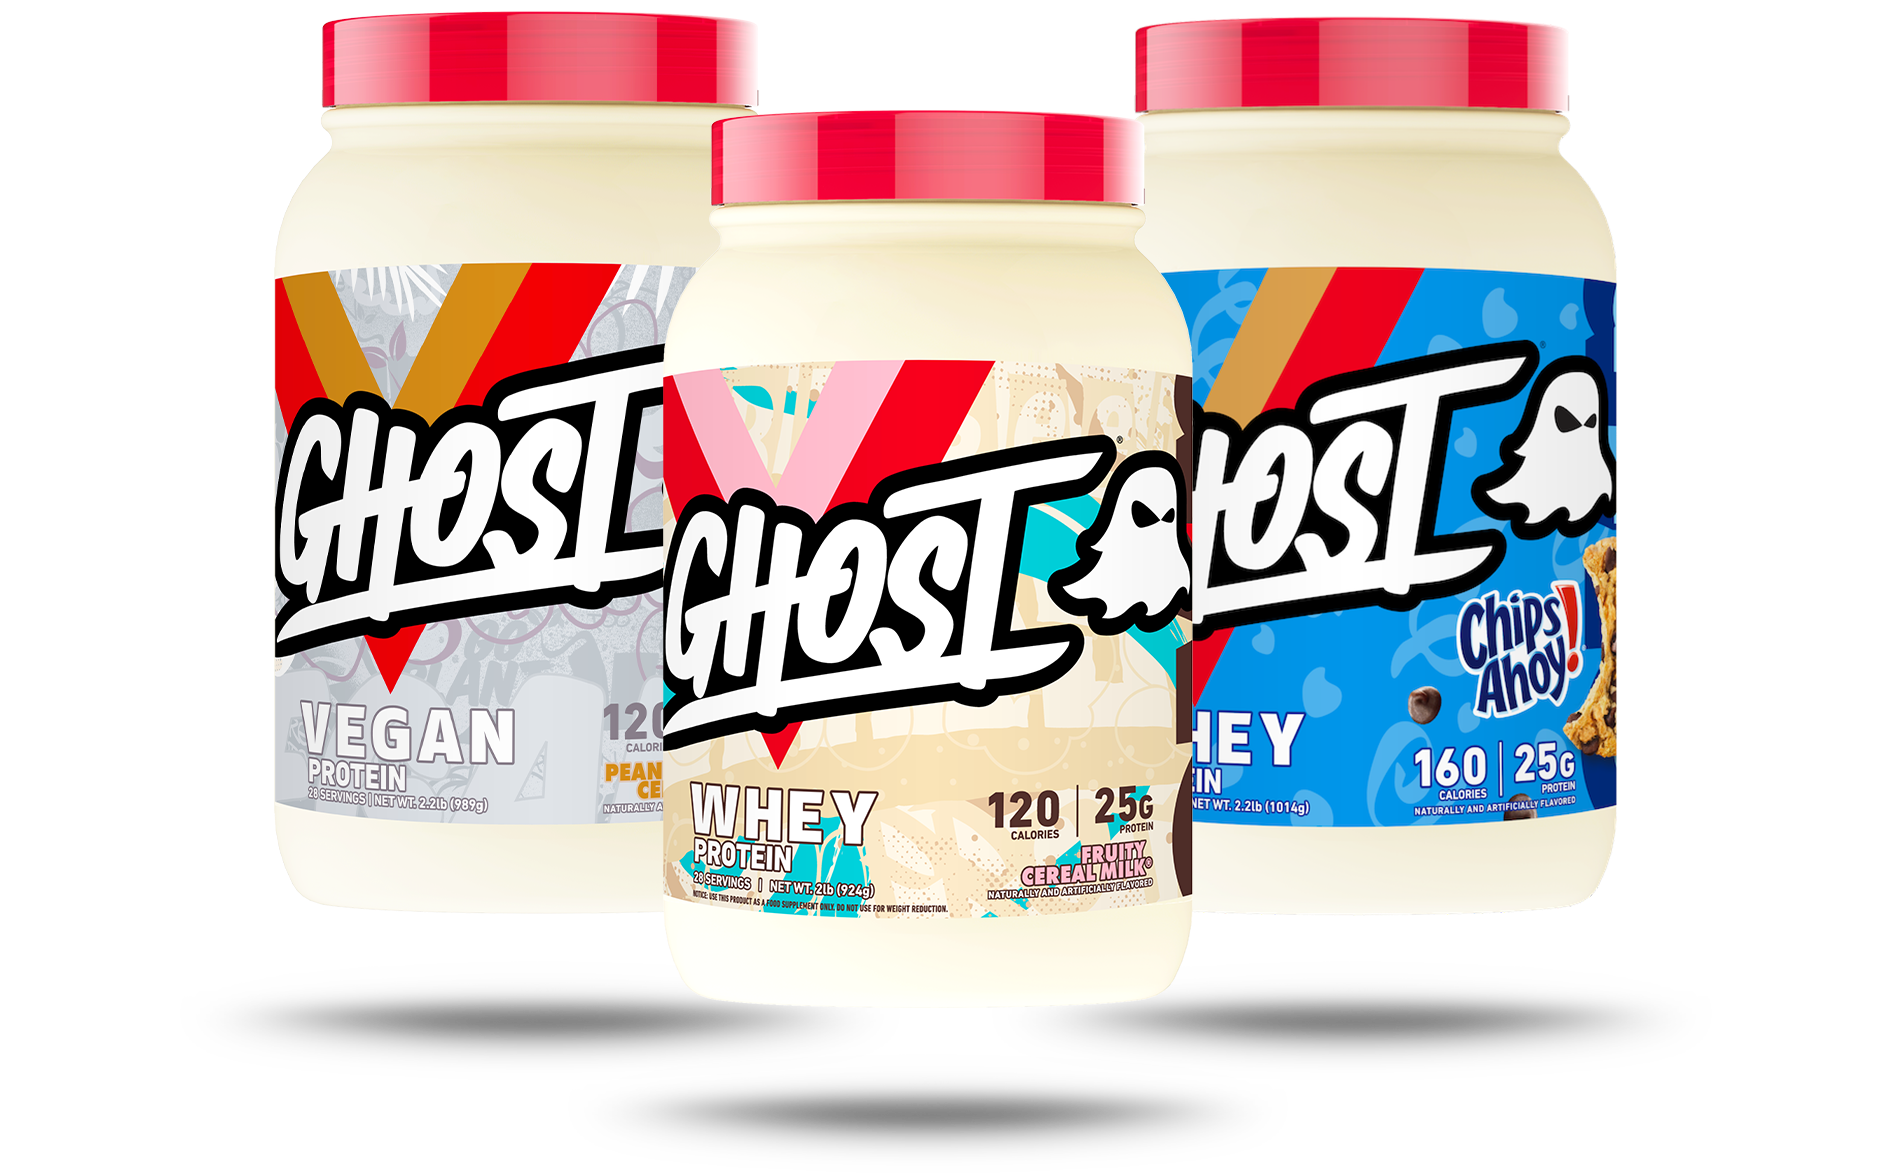 GHOST
VEGAN
PROTEIN
28 SERVINGS | NET WT. 2.2lb (989g)
120
CALORI
PEAN
CE
NATURALLY A
GHOST
®
WHEY
PROTEIN
28 SERVINGS | NET WT. 2lb (924g)
NOTICE: USE THIS PRODUCT AS A FOOD SUPPLEMENT ONLY. DO NOT USE FOR WEIGHT REDUCTION.
120 | 25G
CALORIES PROTEIN
FRUITY
CEREAL MILK®
NATURALLY AND ARTIFICIALLY FLAVORED
HOST
®
Chips
Ahoy!
HEY
EIN
NET WT. 2.2lb (1014g)
160 | 25G
CALORIES PROTEIN
NATURALLY AND ARTIFICIALLY FLAVORED